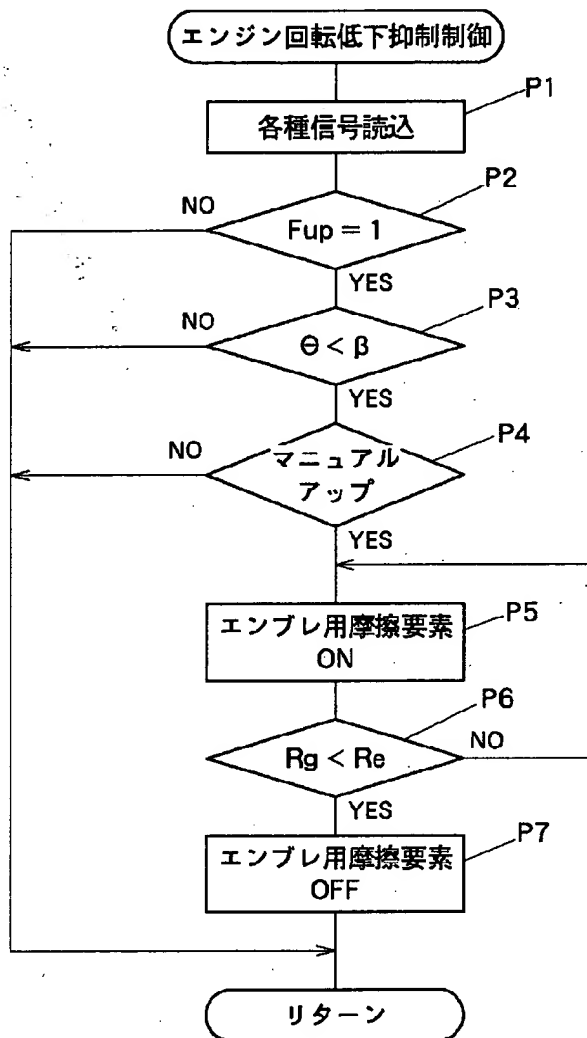 エンジン回転低下抑制制御
P1
各種信号読込
P2
NO
Fup = 1
YES
P3
NO
Θ < β
YES
P4
NO
マニュアル
アップ
YES
エンブレ用摩擦要素
ON
P5
P6
Rg < Re
NO
YES
P7
エンブレ用摩擦要素
OFF
リターン